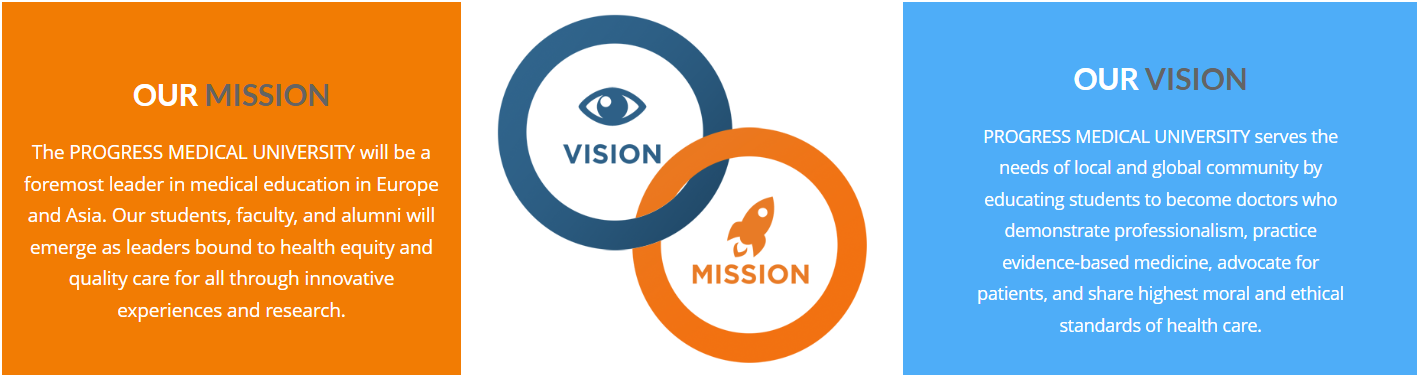 OUR MISSION
The PROGRESS MEDICAL UNIVERSITY will be a
foremost leader in medical education in Europe
and Asia. Our students, faculty, and alumni will
emerge as leaders bound to health equity and
quality care for all through innovative
experiences and research.
VISION
MISSION
OUR VISION
PROGRESS MEDICAL UNIVERSITY serves the
needs of local and global community by
educating students to become doctors who
demonstrate professionalism, practice
evidence-based medicine, advocate for
patients, and share highest moral and ethical
standards of health care.